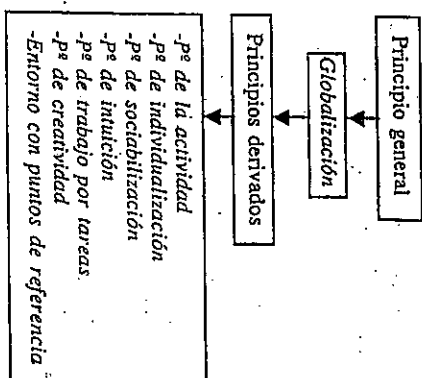 Principio general
Globalización
Principios derivados
-Pº de la actividad
-Pº de individualización
-Pº de sociabilización
-Pº de intuición
-Pº de trabajo por tareas.
-Pº de creatividad
-Entorno con puntos de referencia